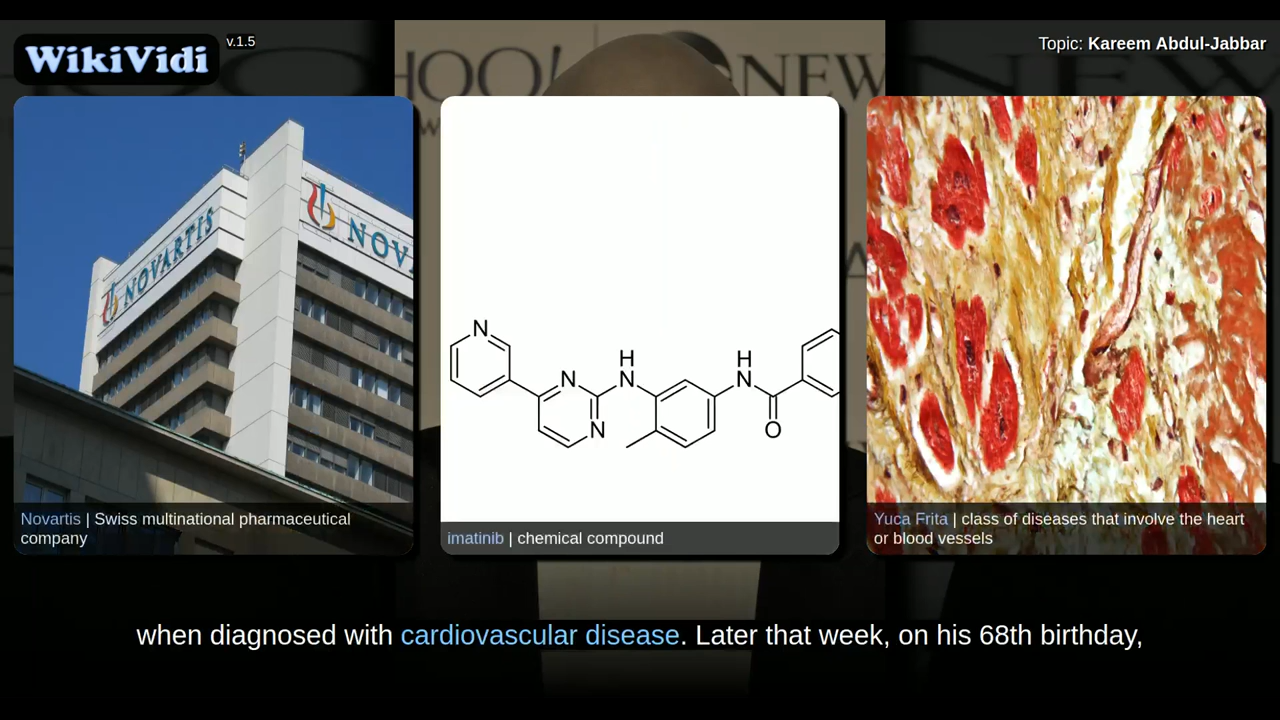 WikiVidi
v.1.5
Topic: Kareem Abdul-Jabbar
HOO!
NEW
NOVARTIS
NOV
N
N
N
H
N
H
N
O
Novartis | Swiss multinational pharmaceutical
company
imatinib | chemical compound
Yuca Frita | class of diseases that involve the heart
or blood vessels
when diagnosed with cardiovascular disease. Later that week, on his 68th birthday,